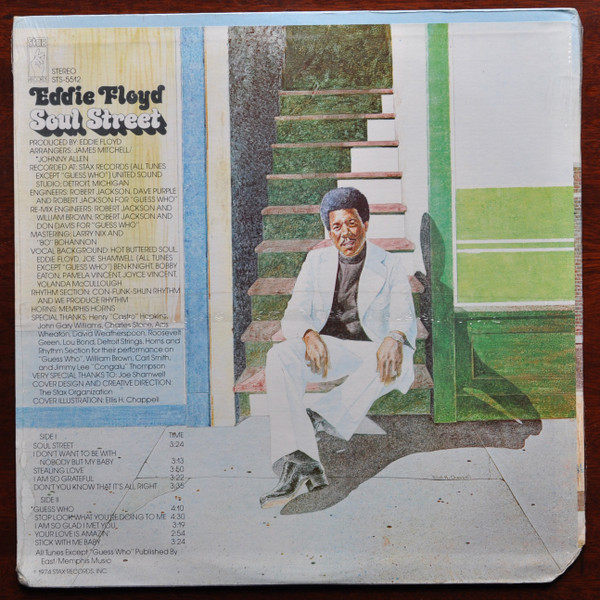 STAX
RECORDS
STEREO
STS-5512
Eddie Floyd
Soul Street
PRODUCED BY: EDDIE FLOYD
ARRANGERS: JAMES MITCHELL
*JOHNNY ALLEN
RECORDED AT: STAX RECORDS (ALL TUNES
EXCEPT "GUESS WHO") UNITED SOUND
STUDIO: DETROIT, MICHIGAN
ENGINEERS: ROBERT JACKSON, DAVE PURPLE
AND ROBERT JACKSON FOR "GUESS WHO"
RE-MIX ENGINEERS: ROBERT JACKSON AND
WILLIAM BROWN; ROBERT JACKSON AND
DON DAVIS FOR "GUESS WHO"
MASTERING: LARRY NIX AND
"BO" BOHANNON
VOCAL BACKGROUND: HOT BUTTERED SOUL,
EDDIE FLOYD, JOE SHAMWELL (ALL TUNES
EXCEPT "GUESS WHO") BEN KNIGHT, BOBBY
EATON, PAMELA VINCENT, JOYCE VINCENT,
YOLANDA McCULLOUGH
RHYTHM SECTION: CON-FUNK-SHUN RHYTHM
AND WE PRODUCE RHYTHM
HORNS: MEMPHIS HORNS
SPECIAL THANKS: Henry "Castro" Hopkins,
John Gary Williams, Charles Stone, Artis
Wheaton, David Weatherspoon, Roosevelt
Green, Lou Bond, Detroit Strings, Horns and
Rhythm Section for their performance on
"Guess Who", William Brown, Carl Smith,
and Jimmy Lee "Congalu" Thompson
VERY SPECIAL THANKS TO: Joe Shamwell
COVER DESIGN AND CREATIVE DIRECTION:
The Stax Organization
COVER ILLUSTRATION: Ellis H. Chappell
SIDE I TIME
SOUL STREET 3:24
I DON'T WANT TO BE WITH
NOBODY BUT MY BABY 3:13
STEALING LOVE 3:50
I AM SO GRATEFUL 3:22
DON'T YOU KNOW THAT IT'S ALL RIGHT 3:35
SIDE II
*GUESS WHO 4:10
STOP LOOK WHAT YOU'RE DOING TO ME 4:30
I AM SO GLAD I MET YOU 3:19
YOUR LOVE IS AMAZIN' 2:54
STICK WITH ME BABY 3:24
All Tunes Except "Guess Who" Published By
East/Memphis Music
© 1974 STAX RECORDS, INC.
Ellis H. Chappell